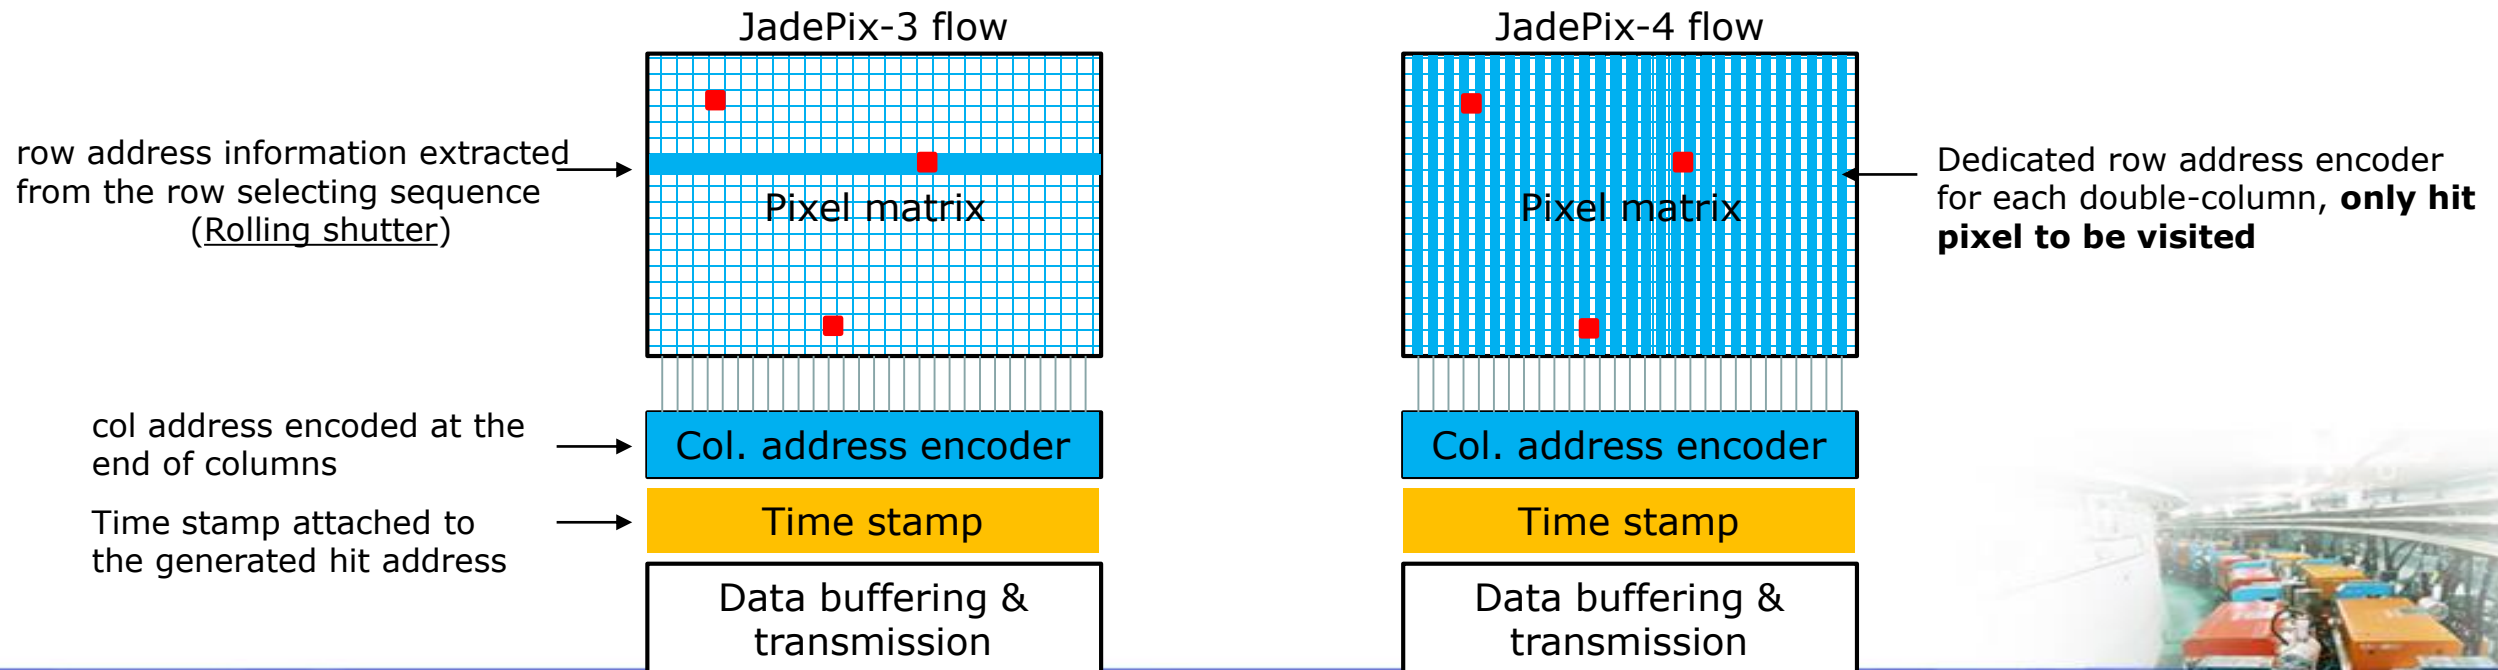 JadePix-3 flow
JadePix-4 flow
row address information extracted
from the row selecting sequence
(Rolling shutter)
Pixel matrix
Pixel matrix
Dedicated row address encoder
for each double-column, only hit
pixel to be visited
col address encoded at the
end of columns
Col. address encoder
Col. address encoder
Time stamp attached to
the generated hit address
Time stamp
Time stamp
Data buffering &
transmission
Data buffering &
transmission